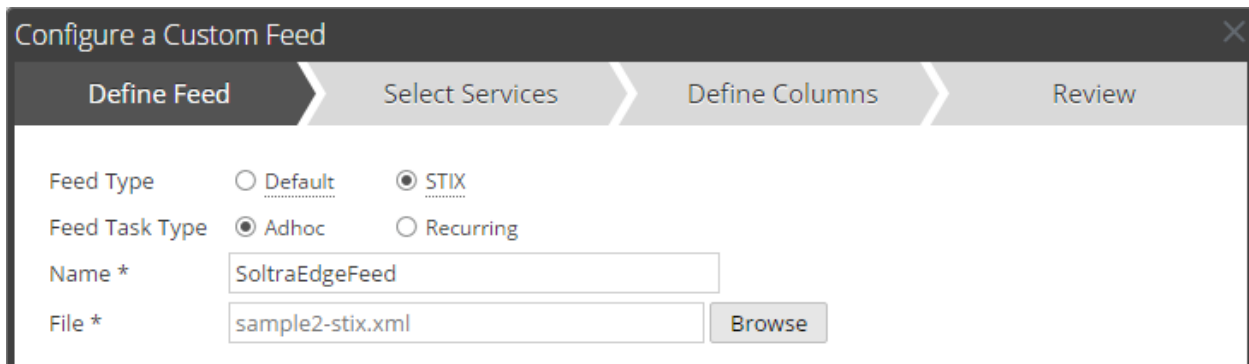 Configure a Custom Feed
Define Feed Select Services Define Columns Review
Feed Type Default STIX
Feed Task Type Adhoc Recurring
Name * SoltraEdgeFeed
File * sample2-stix.xml Browse